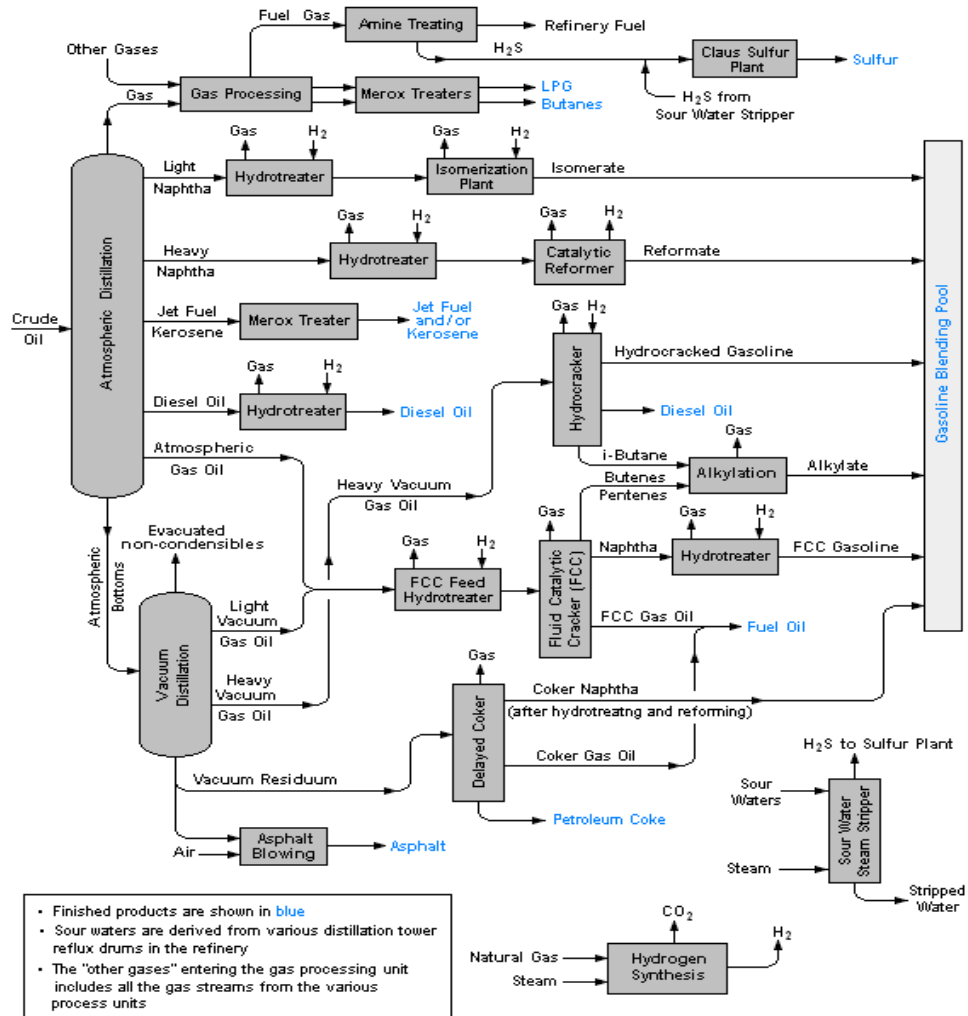 Fuel Gas
Amine Treating
Refinery Fuel
Other Gases
H2S
Claus Sulfur
Plant
Sulfur
Gas
Gas Processing
Merox Treaters
LPG
Butanes
H2S from
Sour Water Stripper
Gas
H2
Gas
H2
Light
Naphtha
Hydrotreater
Isomerization
Plant
Isomerate
Gas
H2
Gas
H2
Heavy
Naphtha
Hydrotreater
Catalytic
Reformer
Reformate
Atmospheric Distillation
Crude
Oil
Jet Fuel
Kerosene
Merox Treater
Jet Fuel
and/or
Kerosene
Gas
H2
Hydrocracker
Hydrocracked Gasoline
Diesel Oil
Gasoline Blending Pool
Gas
H2
Diesel Oil
Hydrotreater
Diesel Oil
Atmospheric
Gas Oil
i-Butane
Butenes
Pentenes
Gas
Alkylation
Alkylate
Heavy Vacuum
Gas Oil
Atmospheric
Bottoms
Evacuated
non-condensibles
Gas
H2
FCC Feed
Hydrotreater
Gas
Fluid Catalytic
Cracker (FCC)
Naphtha
Gas
H2
Hydrotreater
FCC Gasoline
FCC Gas Oil
Fuel Oil
Vacuum
Distillation
Light
Vacuum
Gas Oil
Heavy
Vacuum
Gas Oil
Gas
Delayed Coker
Coker Naphtha
(after hydrotreatng and reforming)
Coker Gas Oil
Vacuum Residuum
Petroleum Coke
Air
Asphalt
Blowing
Asphalt
H2S to Sulfur Plant
Sour
Waters
Sour Water
Steam Stripper
Steam
Stripped
Water
• Finished products are shown in blue
• Sour waters are derived from various distillation tower
reflux drums in the refinery
• The "other gases" entering the gas processing unit
includes all the gas streams from the various
process units
CO2
H2
Natural Gas
Steam
Hydrogen
Synthesis